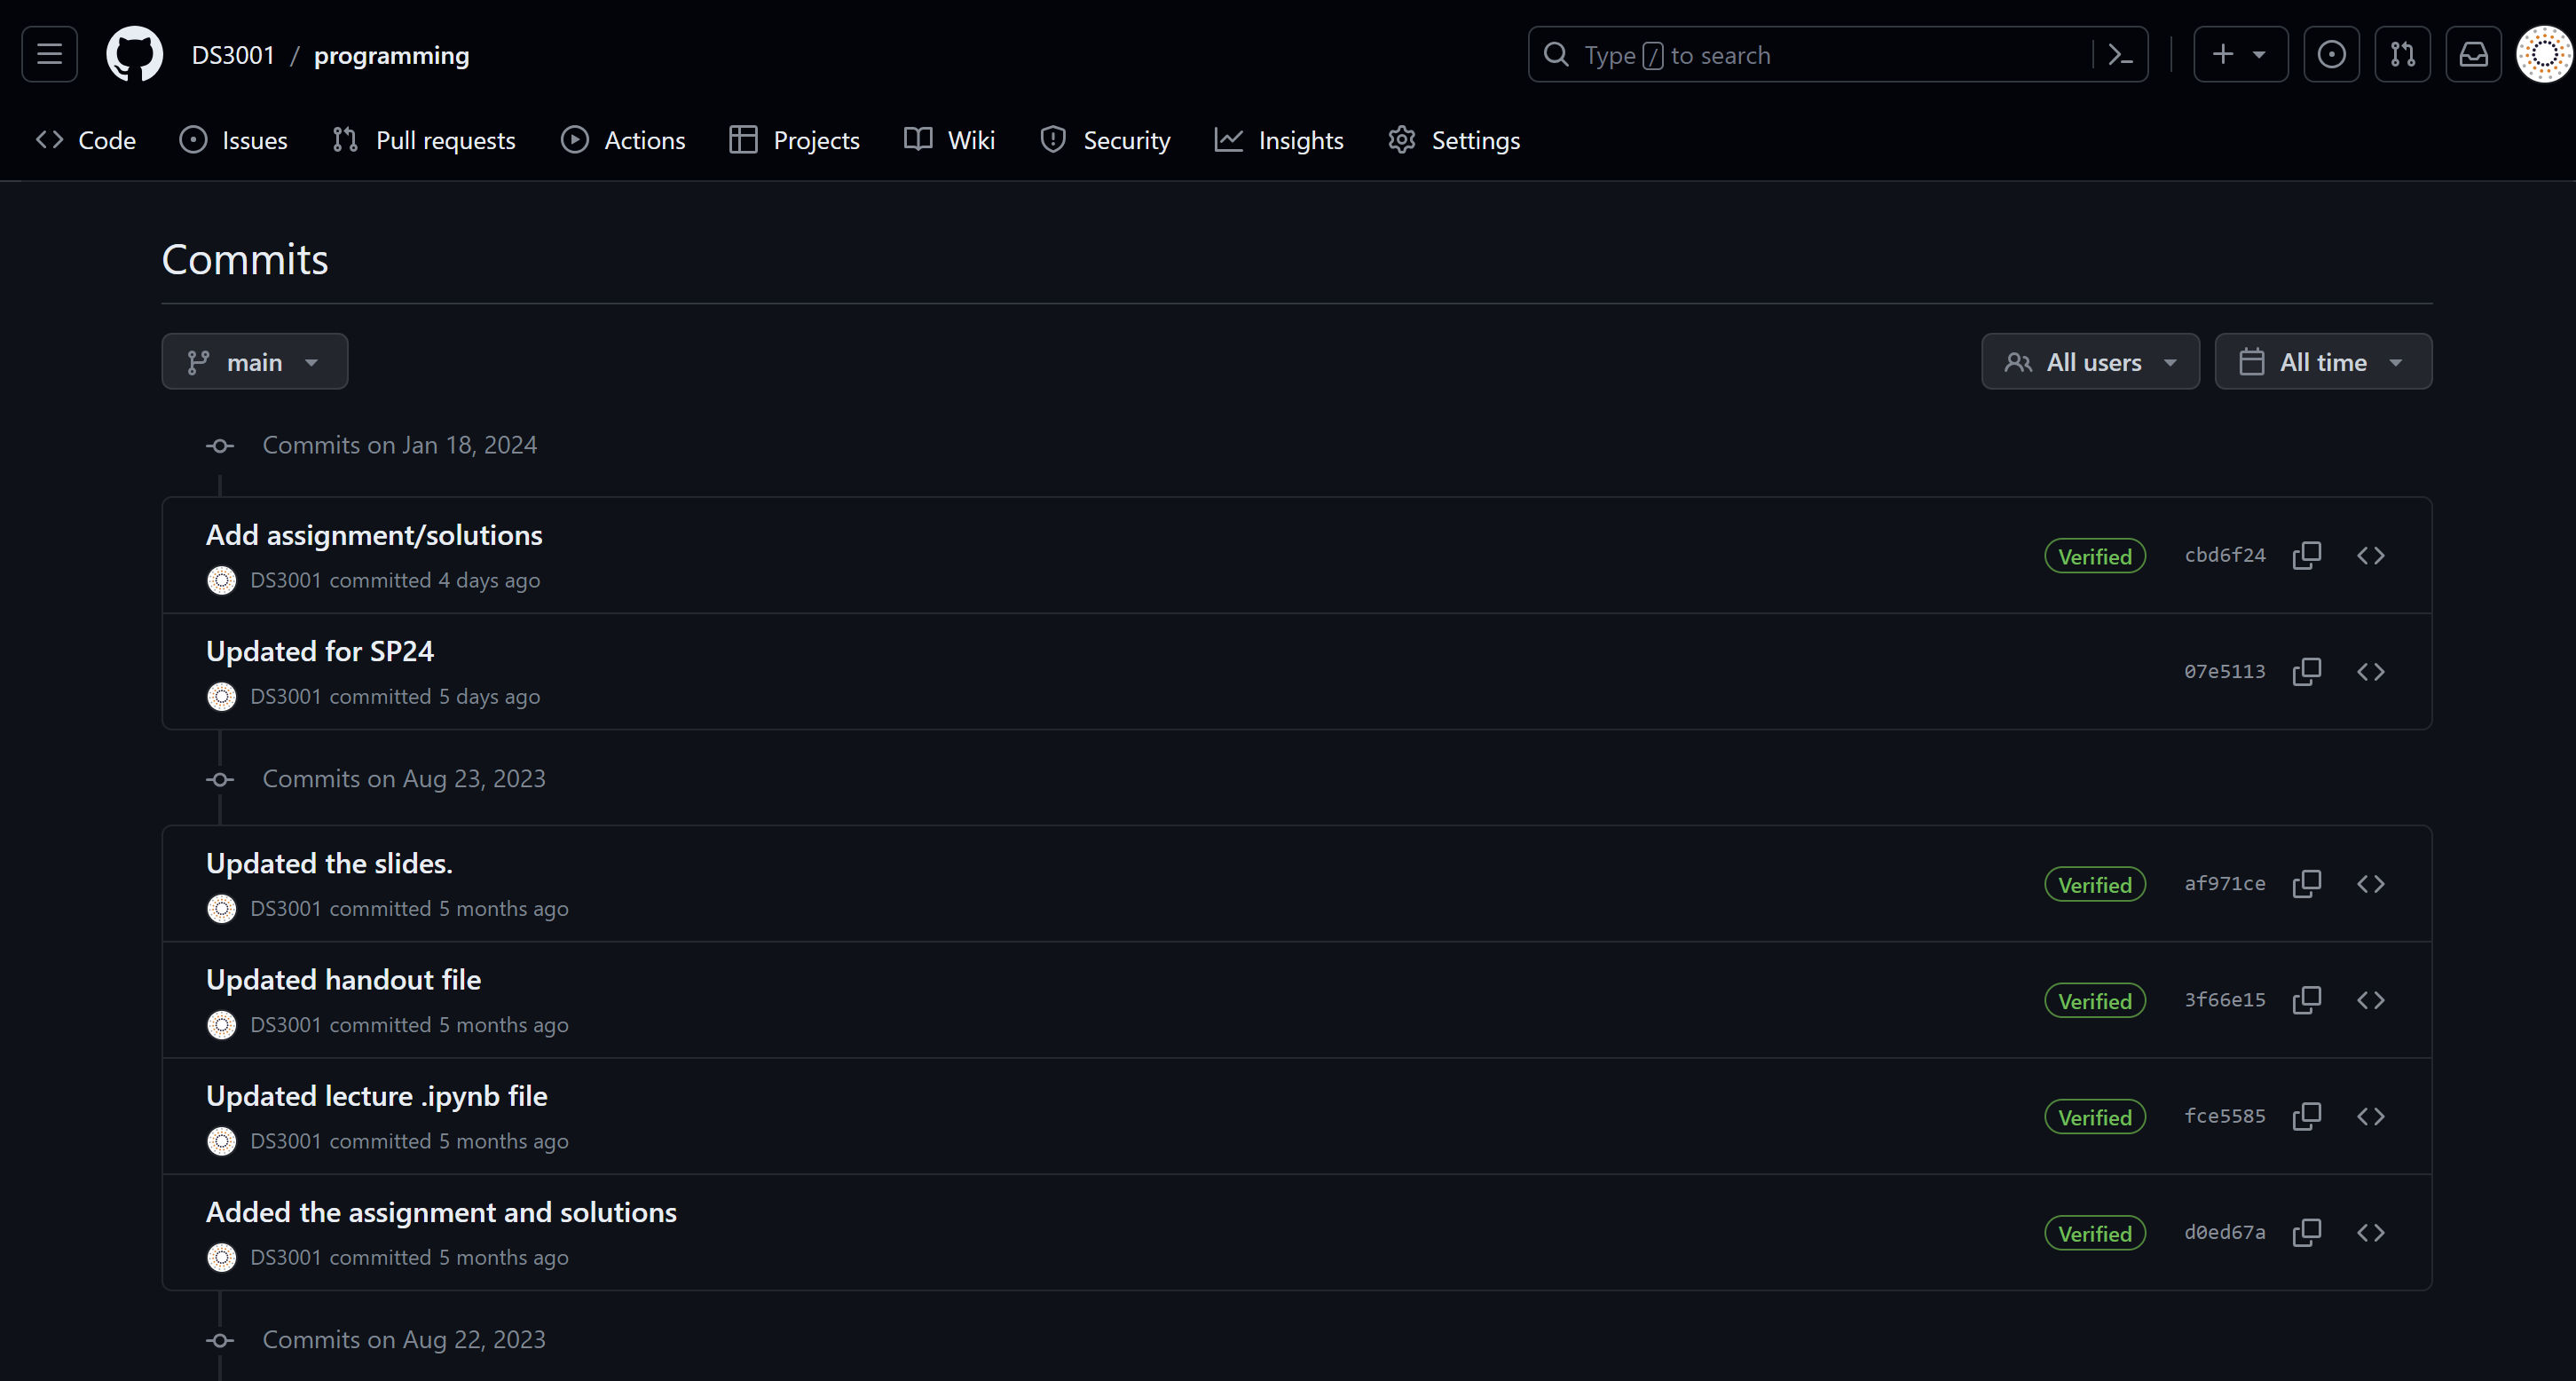 DS3001 / programming
Type / to search
Code Issues Pull requests Actions Projects Wiki Security Insights Settings
Commits
main
All users
All time
Commits on Jan 18, 2024
Add assignment/solutions
DS3001 committed 4 days ago
Verified
cbd6f24
Updated for SP24
DS3001 committed 5 days ago
07e5113
Commits on Aug 23, 2023
Updated the slides.
DS3001 committed 5 months ago
Verified
af971ce
Updated handout file
DS3001 committed 5 months ago
Verified
3f66e15
Updated lecture .ipynb file
DS3001 committed 5 months ago
Verified
fce5585
Added the assignment and solutions
DS3001 committed 5 months ago
Verified
d0ed67a
Commits on Aug 22, 2023